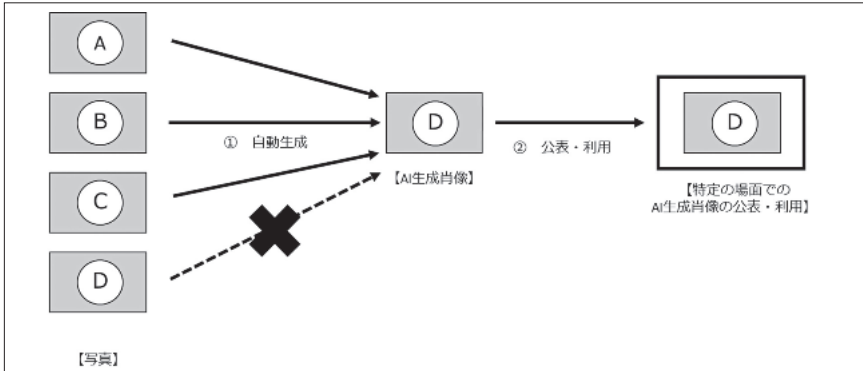 A
B
① 自動生成
C
D
【写真】
D
【AI生成肖像】
② 公表・利用
D
【特定の場面での
AI生成肖像の公表・利用】